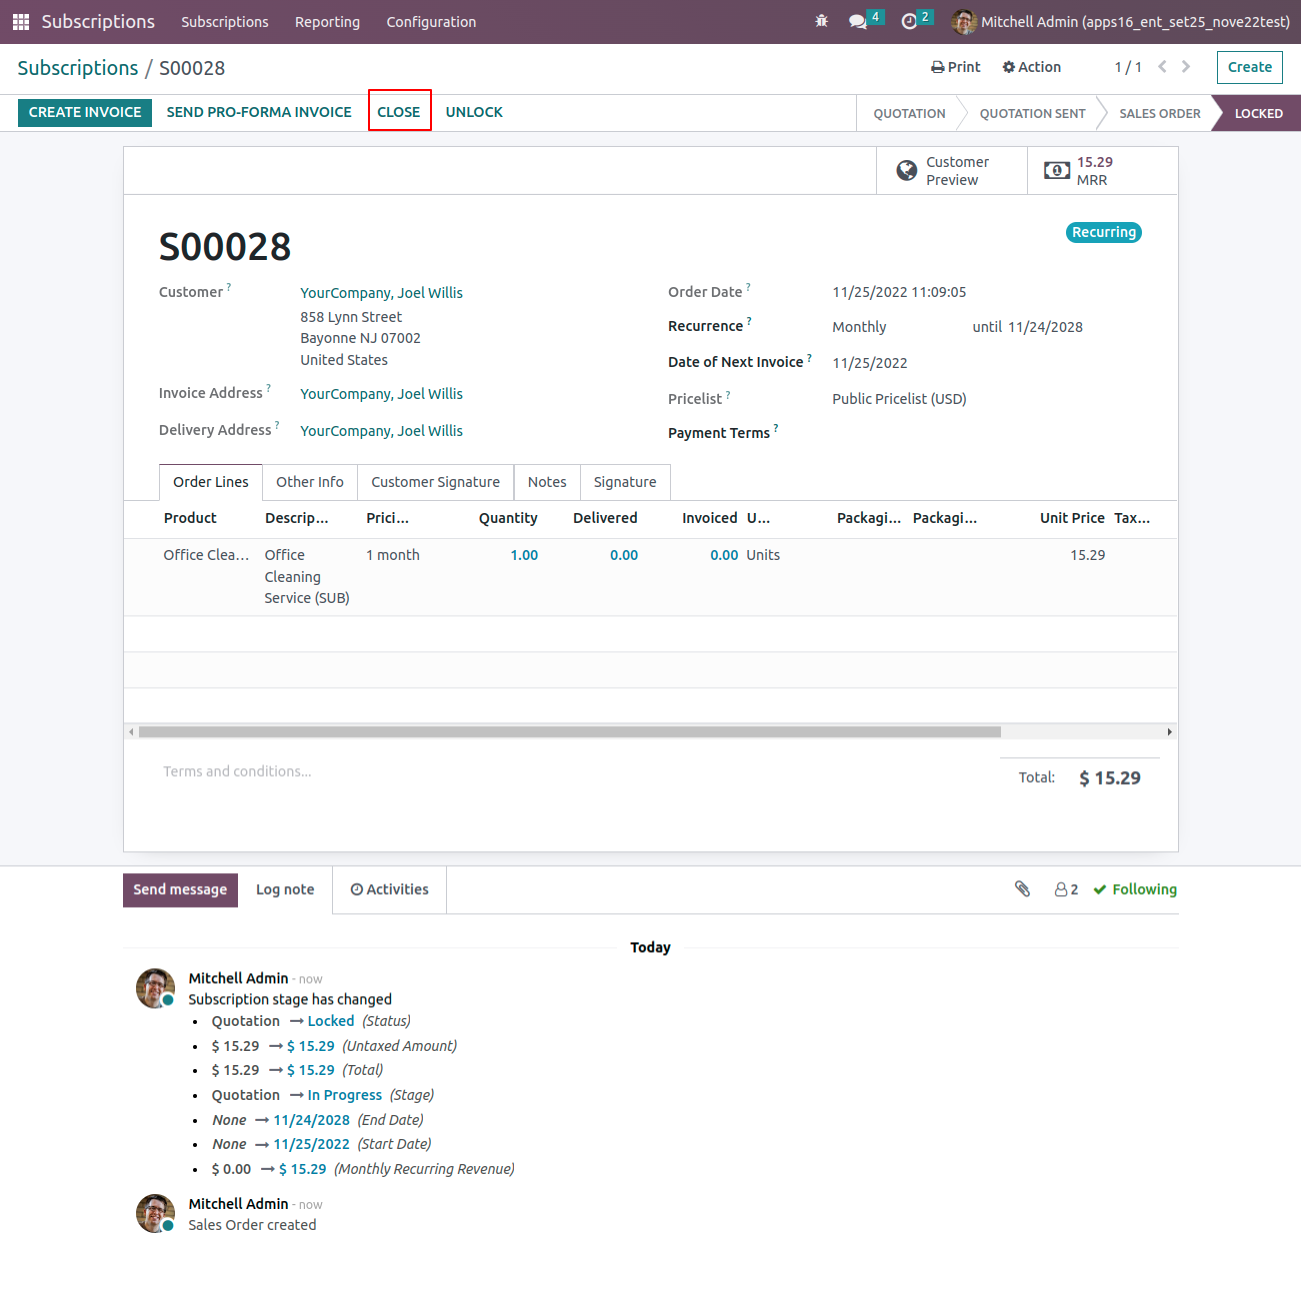 Subscriptions Subscriptions Reporting Configuration 4 2 Mitchell Admin (apps16_ent_set25_nove22test)
Subscriptions / S00028 Print Action 1 / 1 Create
CREATE INVOICE SEND PRO-FORMA INVOICE CLOSE UNLOCK QUOTATION QUOTATION SENT SALES ORDER LOCKED
Customer Preview
15.29 MRR
S00028 Recurring
Customer ? YourCompany, Joel Willis
858 Lynn Street
Bayonne NJ 07002
United States
Invoice Address ? YourCompany, Joel Willis
Delivery Address ? YourCompany, Joel Willis
Order Date ? 11/25/2022 11:09:05
Recurrence ? Monthly until 11/24/2028
Date of Next Invoice ? 11/25/2022
Pricelist ? Public Pricelist (USD)
Payment Terms ?
Order Lines Other Info Customer Signature Notes Signature
Product Descrip... Prici... Quantity Delivered Invoiced U... Packagi... Packagi... Unit Price Tax...
Office Clea... Office 1 month 1.00 0.00 0.00 Units 15.29
Cleaning
Service (SUB)
Terms and conditions...
Total: $ 15.29
Send message Log note Activities 2 Following
Today
Mitchell Admin - now
Subscription stage has changed
• Quotation → Locked (Status)
• $ 15.29 → $ 15.29 (Untaxed Amount)
• $ 15.29 → $ 15.29 (Total)
• Quotation → In Progress (Stage)
• None → 11/24/2028 (End Date)
• None → 11/25/2022 (Start Date)
• $ 0.00 → $ 15.29 (Monthly Recurring Revenue)
Mitchell Admin - now
Sales Order created